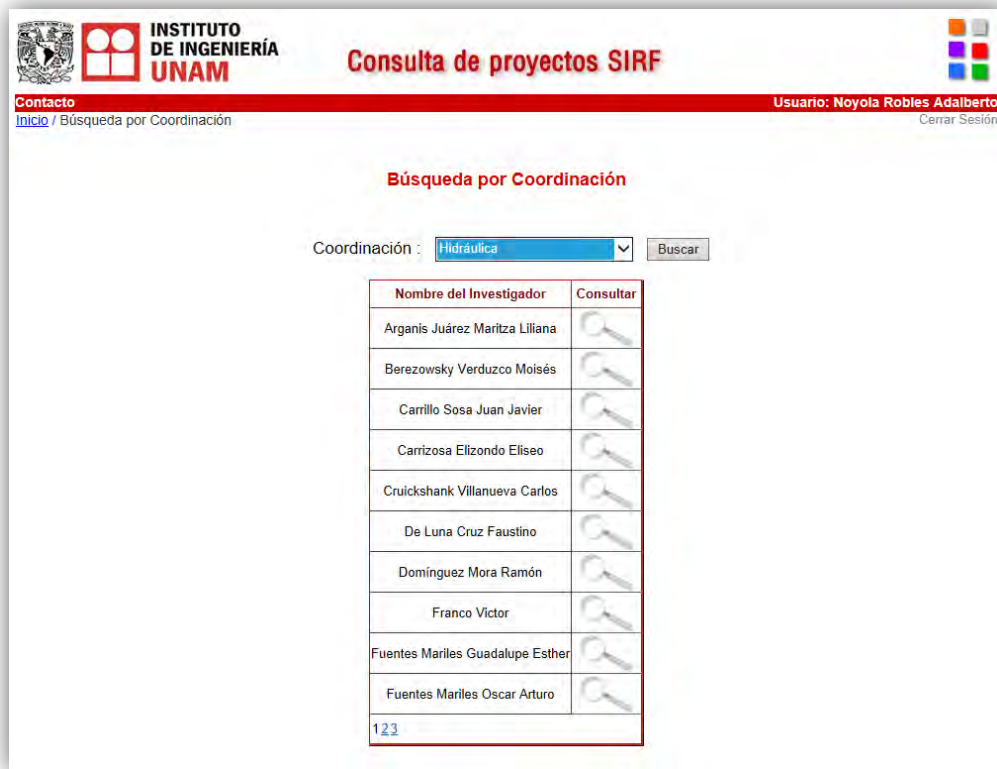 INSTITUTO
DE INGENIERÍA
UNAM
Consulta de proyectos SIRF
Contacto Usuario: Noyola Robles Adalberto
Inicio / Búsqueda por Coordinación Cerrar Sesión
Búsqueda por Coordinación
Coordinación : Hidráulica Buscar
Nombre del Investigador Consultar
Arganis Juárez Maritza Liliana
Berezowsky Verduzco Moisés
Carrillo Sosa Juan Javier
Carrizosa Elizondo Eliseo
Cruickshank Villanueva Carlos
De Luna Cruz Faustino
Domínguez Mora Ramón
Franco Victor
Fuentes Mariles Guadalupe Esther
Fuentes Mariles Oscar Arturo
1 2 3